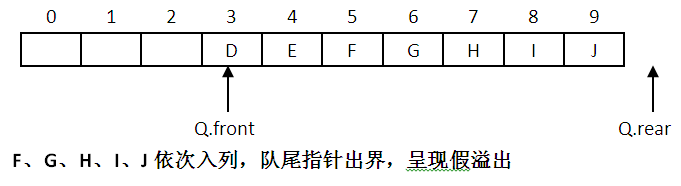 0 1 2 3 4 5 6 7 8 9
D E F G H I J
Q.front Q.rear
F、G、H、I、J 依次入列，队尾指针出界，呈现假溢出